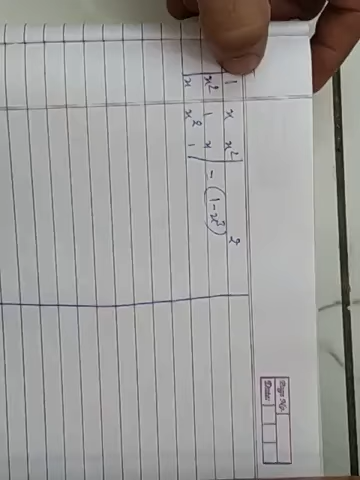 Page No.
Date
1 x x²
x² 1 x - (1-x³)²
x x² 1